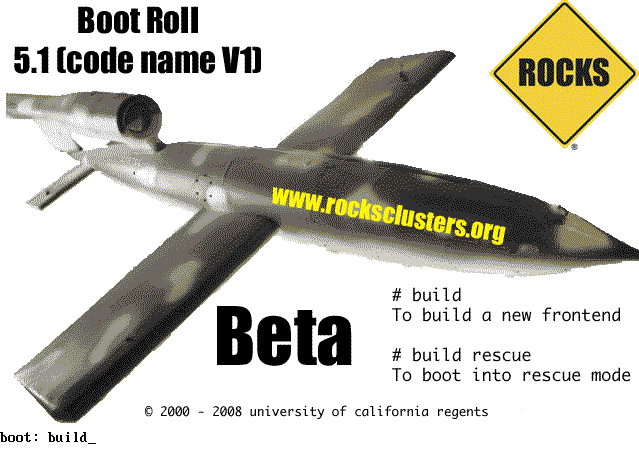 Boot Roll
5.1 (code name V1)
ROCKS
®
www.rocksclusters.org
Beta
# build
To build a new frontend
# build rescue
To boot into rescue mode
© 2000 - 2008 university of california regents
boot: build_